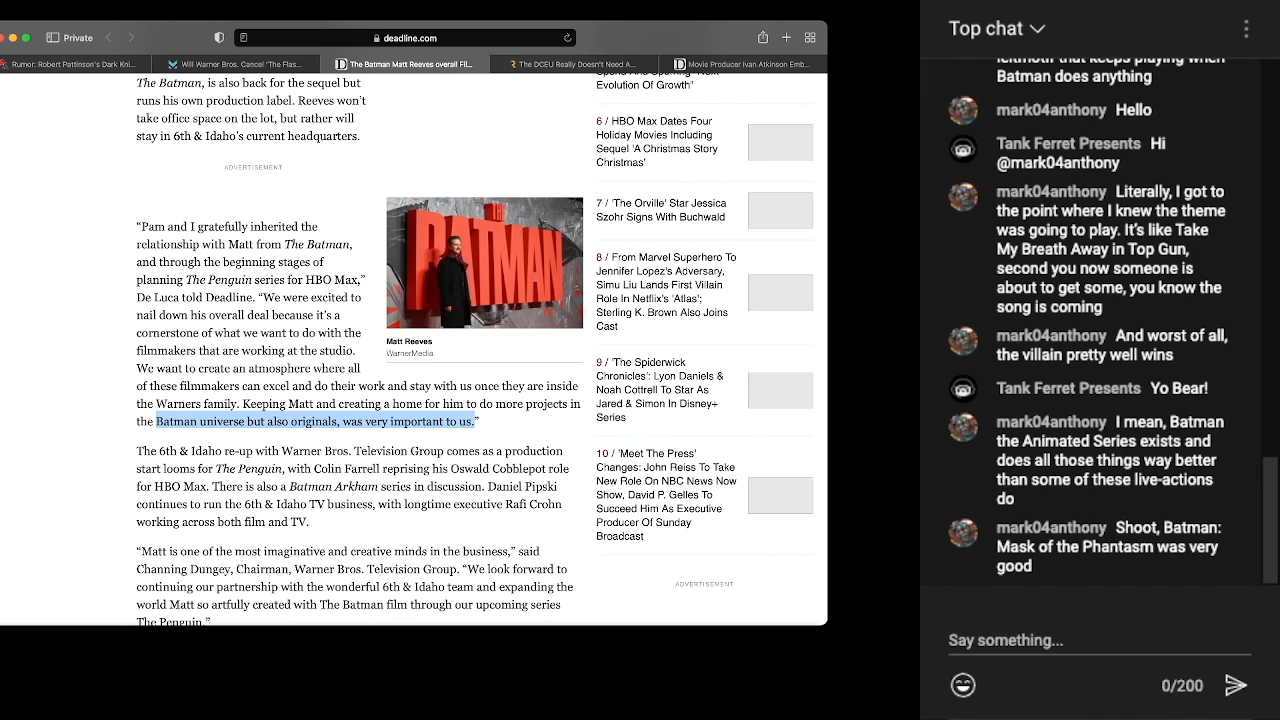 Private
deadline.com
Rumor: Robert Pattinson's Dark Kni...
Will Warner Bros. Cancel "The Flas...
The Batman Matt Reeves overall Fil...
The DCEU Really Doesn't Need A...
Movie Producer Ivan Atkinson Emb...
The Batman, is also back for the sequel but
runs his own production label. Reeves won't
take office space on the lot, but rather will
stay in 6th & Idaho's current headquarters.
ADVERTISEMENT
"Pam and I gratefully inherited the
relationship with Matt from The Batman,
and through the beginning stages of
planning The Penguin series for HBO Max,"
De Luca told Deadline. "We were excited to
nail down his overall deal because it's a
cornerstone of what we want to do with the
filmmakers that are working at the studio.
We want to create an atmosphere where all
of these filmmakers can excel and do their work and stay with us once they are inside
the Warners family. Keeping Matt and creating a home for him to do more projects in
the Batman universe but also originals, was very important to us."
THE
BATMAN
Matt Reeves
WarnerMedia
The 6th & Idaho re-up with Warner Bros. Television Group comes as a production
start looms for The Penguin, with Colin Farrell reprising his Oswald Cobblepot role
for HBO Max. There is also a Batman Arkham series in discussion. Daniel Pipski
continues to run the 6th & Idaho TV business, with longtime executive Rafi Crohn
working across both film and TV.
"Matt is one of the most imaginative and creative minds in the business," said
Channing Dungey, Chairman, Warner Bros. Television Group. "We look forward to
continuing our partnership with the wonderful 6th & Idaho team and expanding the
world Matt so artfully created with The Batman film through our upcoming series
The Penguin."
Evolution Of Growth"
6 / HBO Max Dates Four
Holiday Movies Including
Sequel 'A Christmas Story
Christmas'
7 / 'The Orville' Star Jessica
Szohr Signs With Buchwald
8 / From Marvel Superhero To
Jennifer Lopez's Adversary,
Simu Liu Lands First Villain
Role In Netflix's 'Atlas';
Sterling K. Brown Also Joins
Cast
9 / 'The Spiderwick
Chronicles': Lyon Daniels &
Noah Cottrell To Star As
Jared & Simon In Disney+
Series
10 / 'Meet The Press'
Changes: John Reiss To Take
New Role On NBC News Now
Show, David P. Gelles To
Succeed Him As Executive
Producer Of Sunday
Broadcast
ADVERTISEMENT
Top chat
leitmotif that keeps playing when
Batman does anything
mark04anthony Hello
Tank Ferret Presents Hi
@mark04anthony
mark04anthony Literally, I got to
the point where I knew the theme
was going to play. It's like Take
My Breath Away in Top Gun,
second you now someone is
about to get some, you know the
song is coming
mark04anthony And worst of all,
the villain pretty well wins
Tank Ferret Presents Yo Bear!
mark04anthony I mean, Batman
the Animated Series exists and
does all those things way better
than some of these live-actions
do
mark04anthony Shoot, Batman:
Mask of the Phantasm was very
good
Say something...
0/200